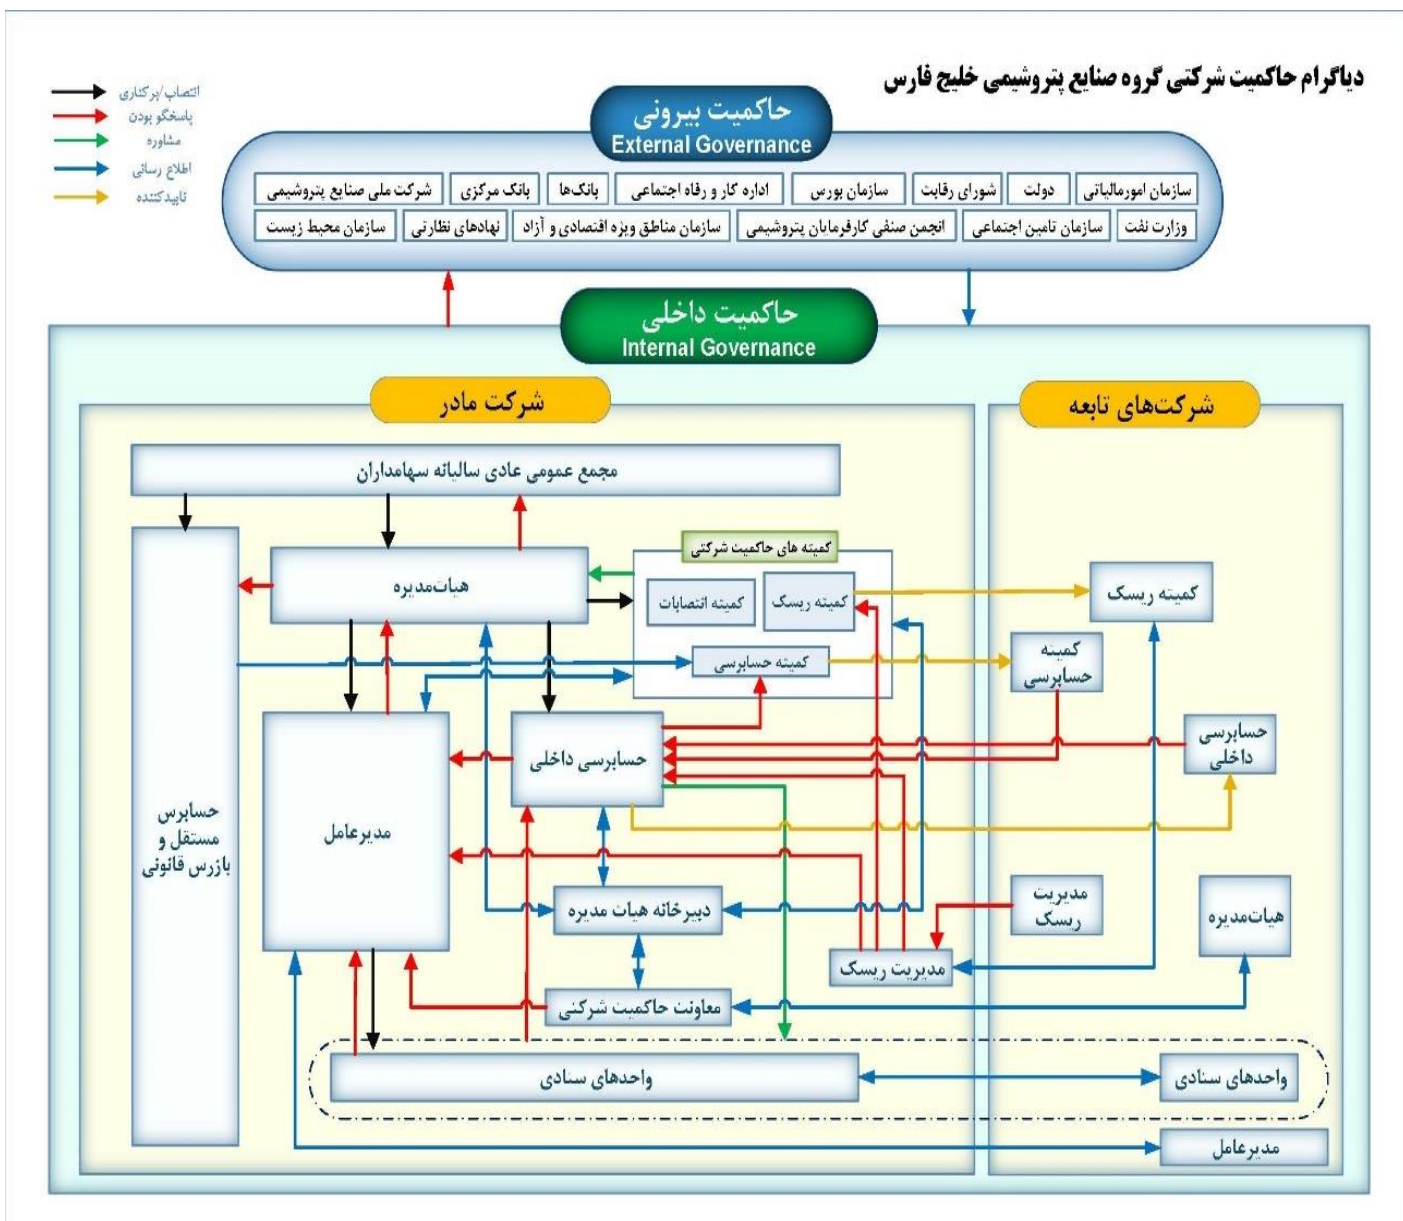 دیاگرام حاکمیت شرکتی گروه صنایع پتروشیمی خلیج فارس
انتصاب/برکناری
پاسخگو بودن
مشاوره
اطلاع رسانی
تاییدکننده
حاکمیت بیرونی
External Governance
سازمان امورمالیاتی
دولت
شورای رقابت
سازمان بورس
اداره کار و رفاه اجتماعی
بانک‌ها
بانک مرکزی
شرکت ملی صنایع پتروشیمی
وزارت نفت
سازمان تامین اجتماعی
انجمن صنفی کارفرمایان پتروشیمی
سازمان مناطق ویژه اقتصادی و آزاد
نهادهای نظارتی
سازمان محیط زیست
حاکمیت داخلی
Internal Governance
شرکت‌های تابعه
شرکت مادر
مجمع عمومی عادی سالیانه سهامداران
کمیته های حاکمیت شرکتی
هیات‌مدیره
کمیته ریسک
کمیته انتصابات
کمیته حسابرسی
کمیته ریسک
کمیته
حسابرسی
حسابرسی
داخلی
حسابرسی داخلی
مدیرعامل
حسابرس
مستقل و
بازرس قانونی
دبیرخانه هیات مدیره
مدیریت
ریسک
هیات‌مدیره
مدیریت ریسک
معاونت حاکمیت شرکتی
واحدهای ستادی
واحدهای ستادی
مدیرعامل